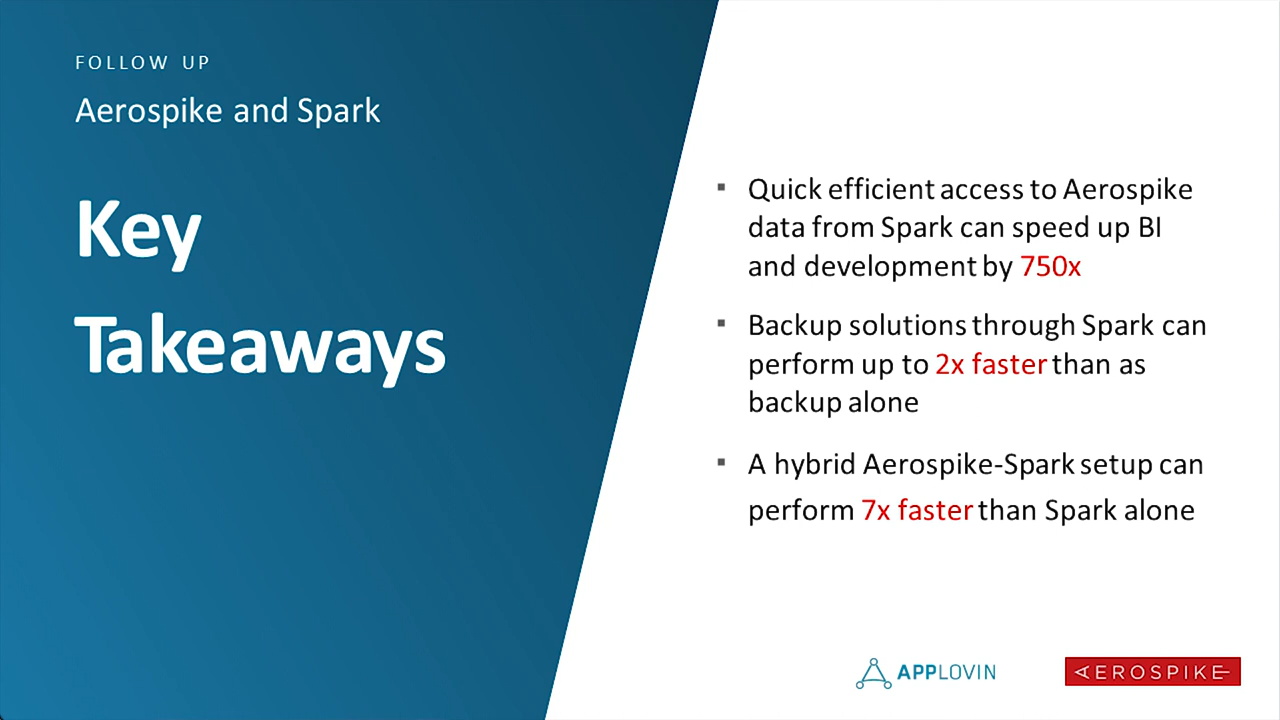 FOLLOW UP
Aerospike and Spark
Key
Takeaways
▪ Quick efficient access to Aerospike
data from Spark can speed up BI
and development by 750x
▪ Backup solutions through Spark can
perform up to 2x faster than as
backup alone
▪ A hybrid Aerospike-Spark setup can
perform 7x faster than Spark alone
APPLOVIN
AEROSPIKE